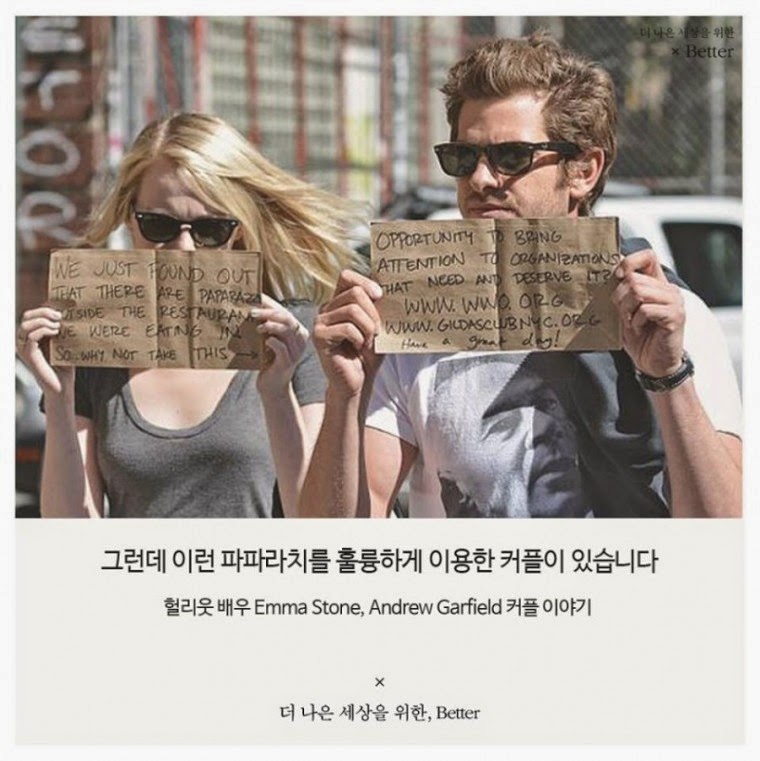 더 나은 세상을 위한
× Better
ETOR
WE JUST FOUND OUT
THAT THERE ARE PAPARAZZ
OUTSIDE THE RESTAURANT
WE WERE EATING IN.
SO..WHY NOT TAKE THIS →
OPPORTUNITY TO BRING
ATTENTION TO ORGANIZATIONS
THAT NEED AND DESERVE IT?
WWW.WWO.ORG
WWW.GILDASCLUBNYC.ORG
Have a great day!
그런데 이런 파파라치를 훌륭하게 이용한 커플이 있습니다
헐리웃 배우 Emma Stone, Andrew Garfield 커플 이야기
×
더 나은 세상을 위한, Better